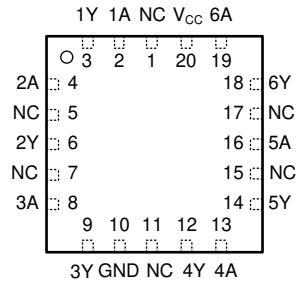 1Y 1A NC VCC 6A
3 2 1 20 19
2A 4 18 6Y
NC 5 17 NC
2Y 6 16 5A
NC 7 15 NC
3A 8 14 5Y
9 10 11 12 13
3Y GND NC 4Y 4A